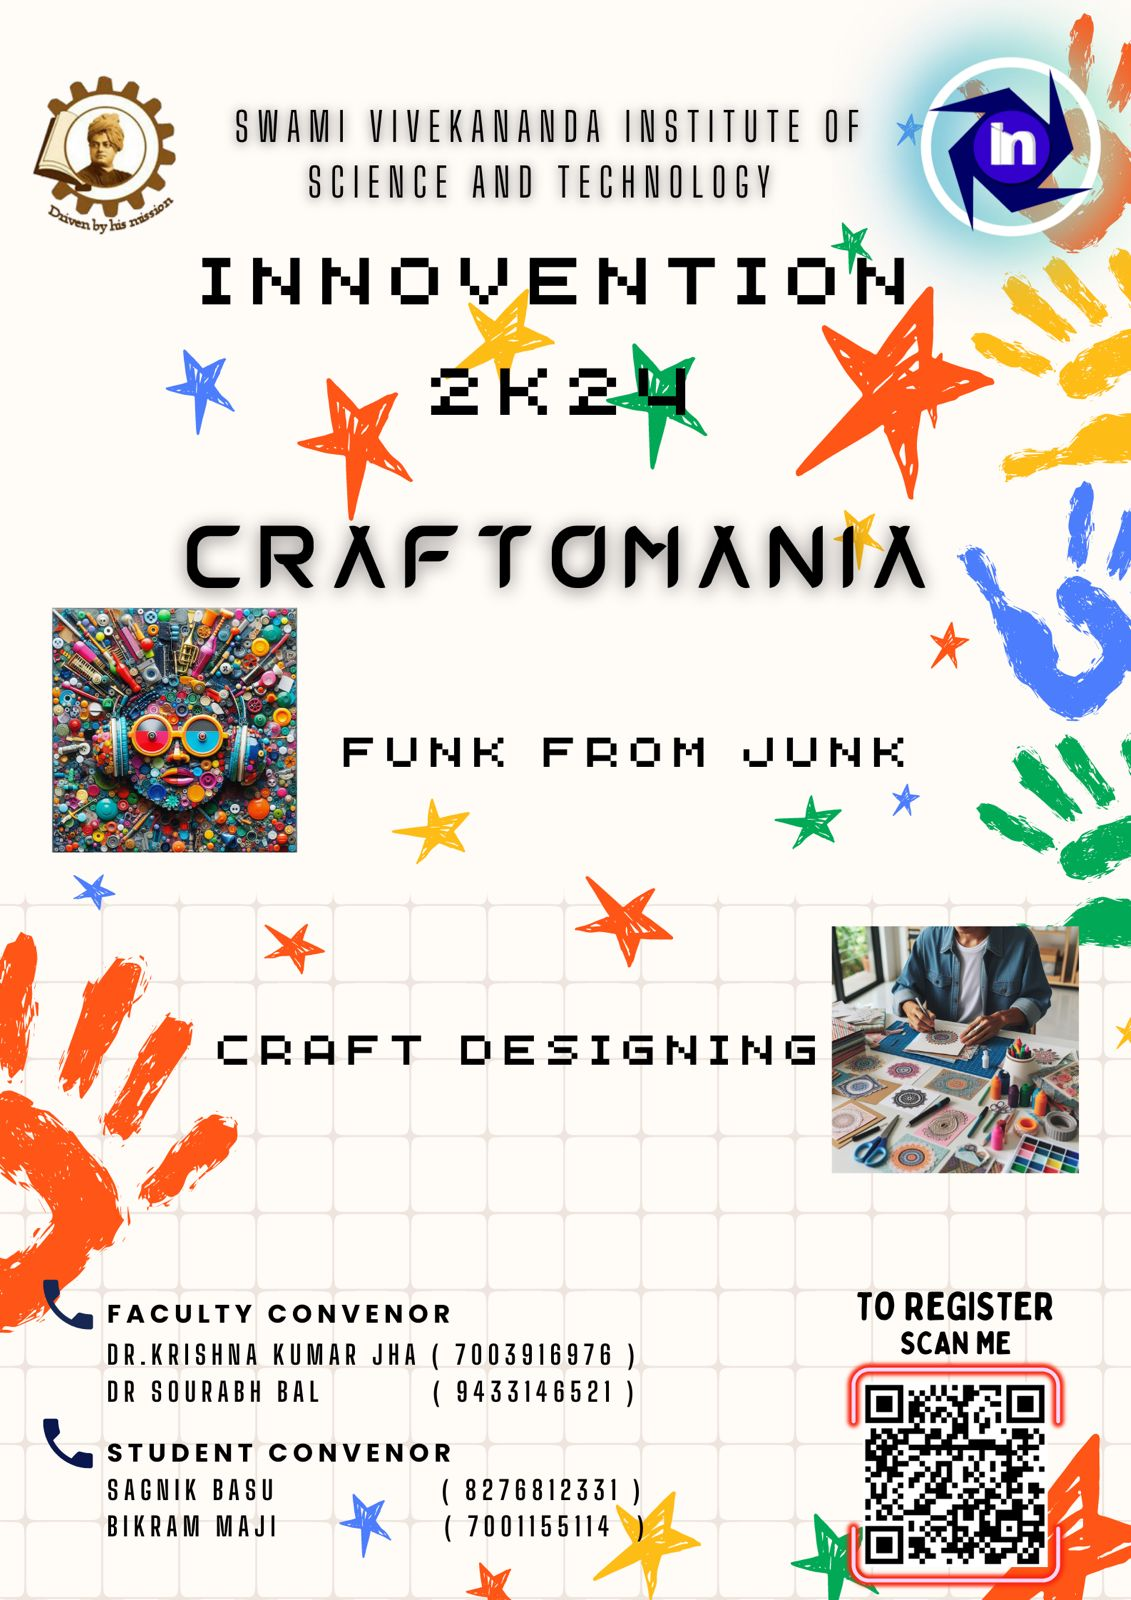 SWAMI VIVEKANANDA INSTITUTE OF
SCIENCE AND TECHNOLOGY
Driven by his mission
in
INNOVENTION
2K24
CRAFTOMANIA
FUNK FROM JUNK
CRAFT DESIGNING
FACULTY CONVENOR
DR.KRISHNA KUMAR JHA ( 7003916976 )
DR SOURABH BAL ( 9433146521 )
STUDENT CONVENOR
SAGNIK BASU ( 8276812331 )
BIKRAM MAJI ( 7001155114 )
TO REGISTER
SCAN ME